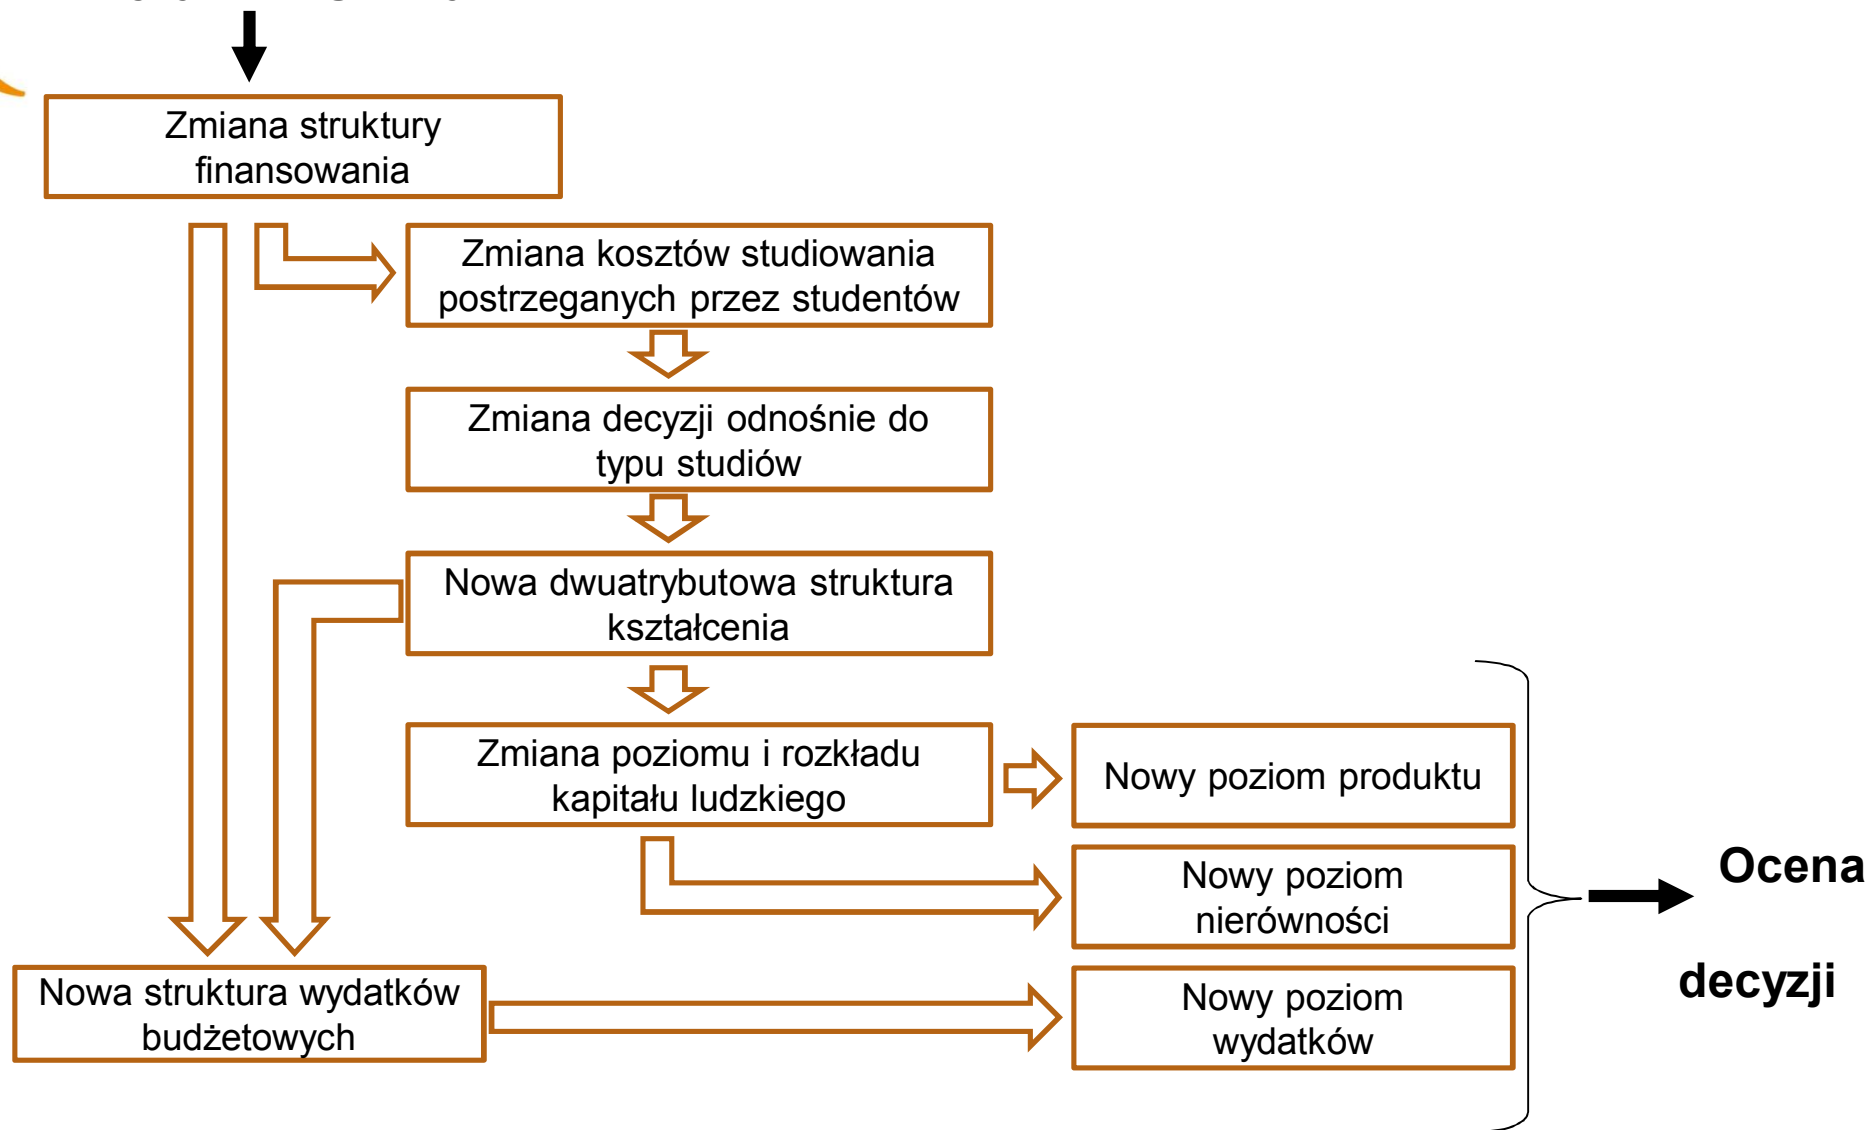 Zmiana struktury
finansowania
Zmiana kosztów studiowania
postrzeganych przez studentów
Zmiana decyzji odnośnie do
typu studiów
Nowa dwuatrybutowa struktura
kształcenia
Zmiana poziomu i rozkładu
kapitału ludzkiego
Nowy poziom produktu
Nowy poziom
nierówności
Nowa struktura wydatków
budżetowych
Nowy poziom
wydatków
Ocena
decyzji